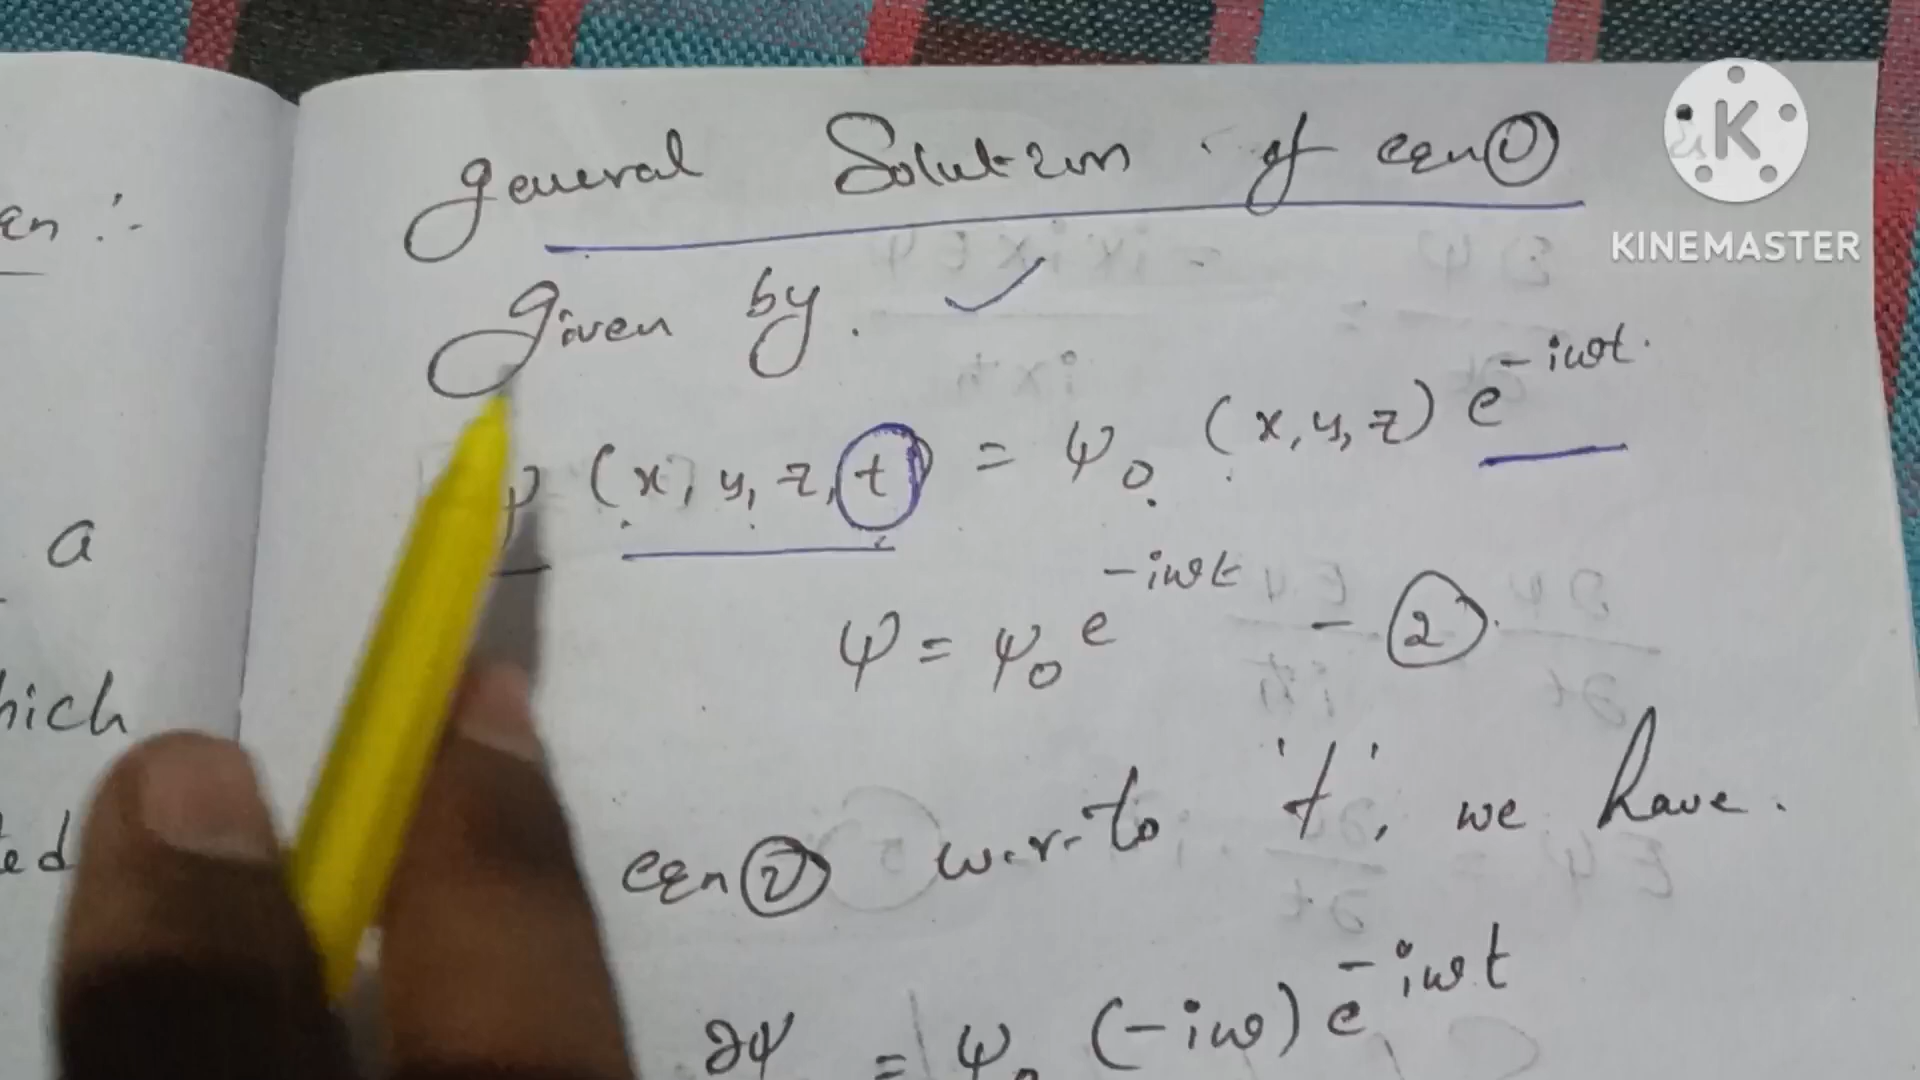 General Solution of eqn ①
en :-
Given by.
(x, y, z, t) = ψ₀ (x, y, z) e^-iωt.
a
ψ = ψ₀ e^-iωt - ②.
hich
eqn ② w.r.to 't', we have.
ted
∂ψ = ψ₀ (-iω) e^-iωt
KINEMASTER